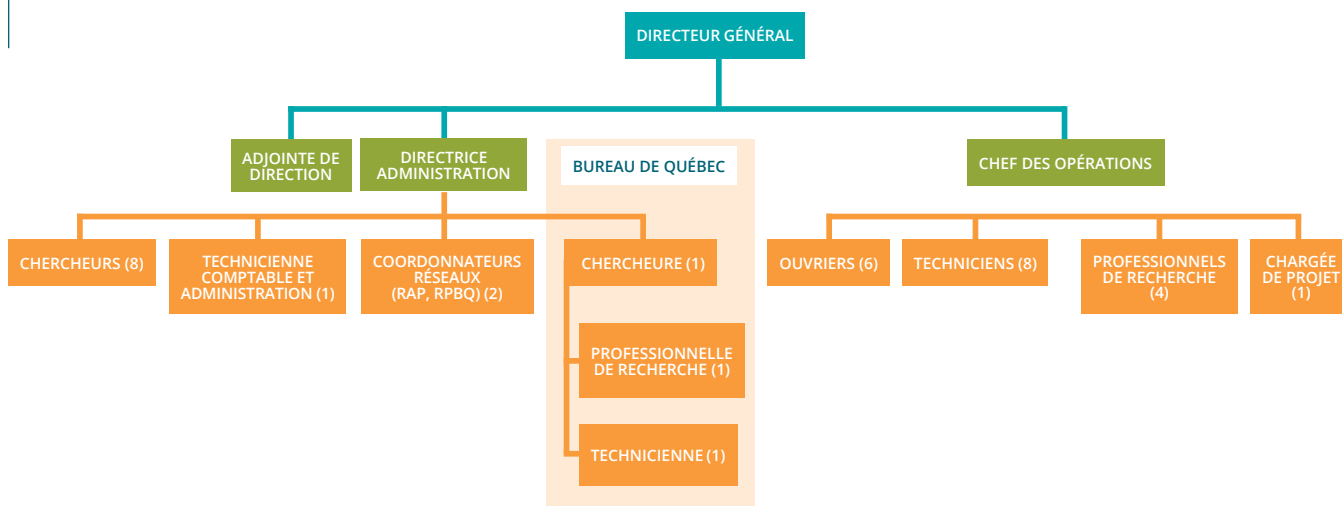 DIRECTEUR GÉNÉRAL
ADJOINTE DE
DIRECTION
DIRECTRICE
ADMINISTRATION
BUREAU DE QUÉBEC
CHEF DES OPÉRATIONS
CHERCHEURS (8)
TECHNICIENNE
COMPTABLE ET
ADMINISTRATION (1)
COORDONNATEURS
RÉSEAUX
(RAP, RPBQ) (2)
CHERCHEURE (1)
PROFESSIONNELLE
DE RECHERCHE (1)
TECHNICIENNE (1)
OUVRIERS (6)
TECHNICIENS (8)
PROFESSIONNELS
DE RECHERCHE
(4)
CHARGÉE
DE PROJET
(1)